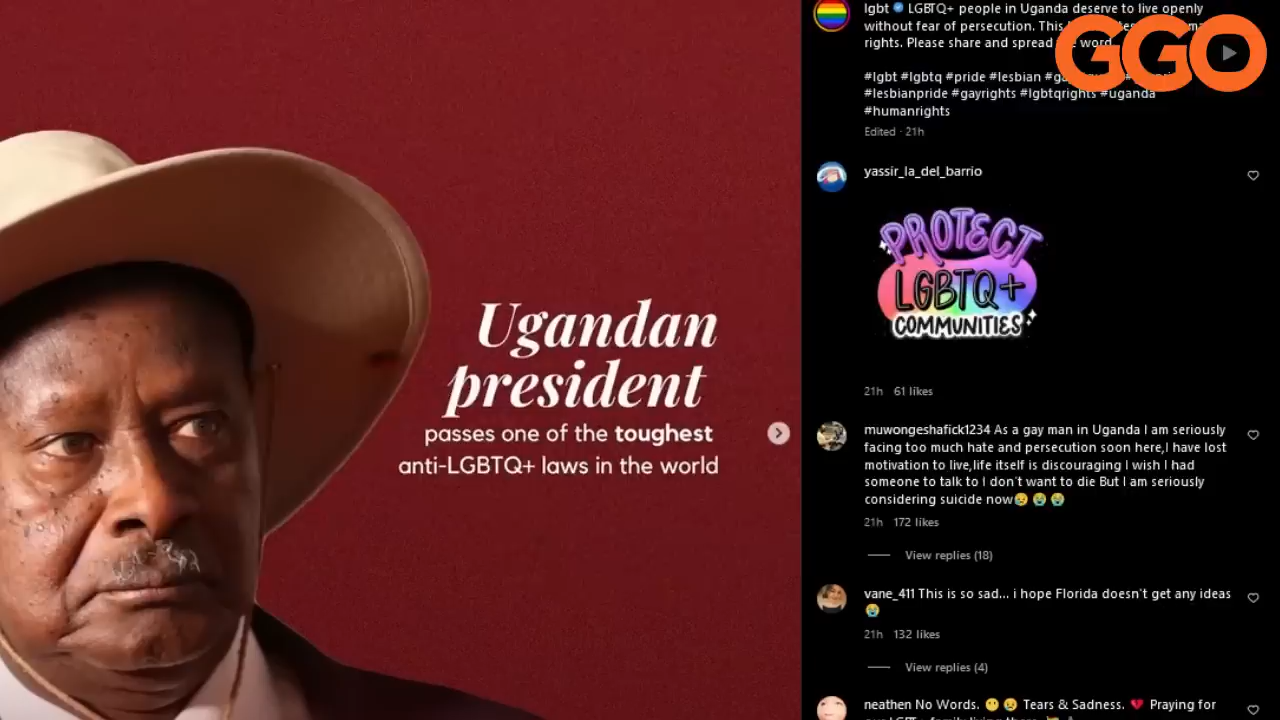 Ugandan
president
passes one of the toughest
anti-LGBTQ+ laws in the world
lgbt LGBTQ+ people in Uganda deserve to live openly
without fear of persecution. This
rights. Please share and spread word
#lgbt #lgbtq #pride #lesbian
#lesbianpride #gayrights #lgbtqrights #uganda
#humanrights
Edited · 21h
GGO
yassir_la_del_barrio
PROTECT
LGBTQ+
COMMUNITIES
21h 61 likes
muwongeshafick1234 As a gay man in Uganda I am seriously
facing too much hate and persecution soon here,I have lost
motivation to live,life itself is discouraging I wish I had
someone to talk to I don't want to die But I am seriously
considering suicide now😢 😭 😭
21h 172 likes
View replies (18)
vane_411 This is so sad... i hope Florida doesn't get any ideas
😭
21h 132 likes
View replies (4)
neathen No Words. 😶 😢 Tears & Sadness. 💔 Praying for